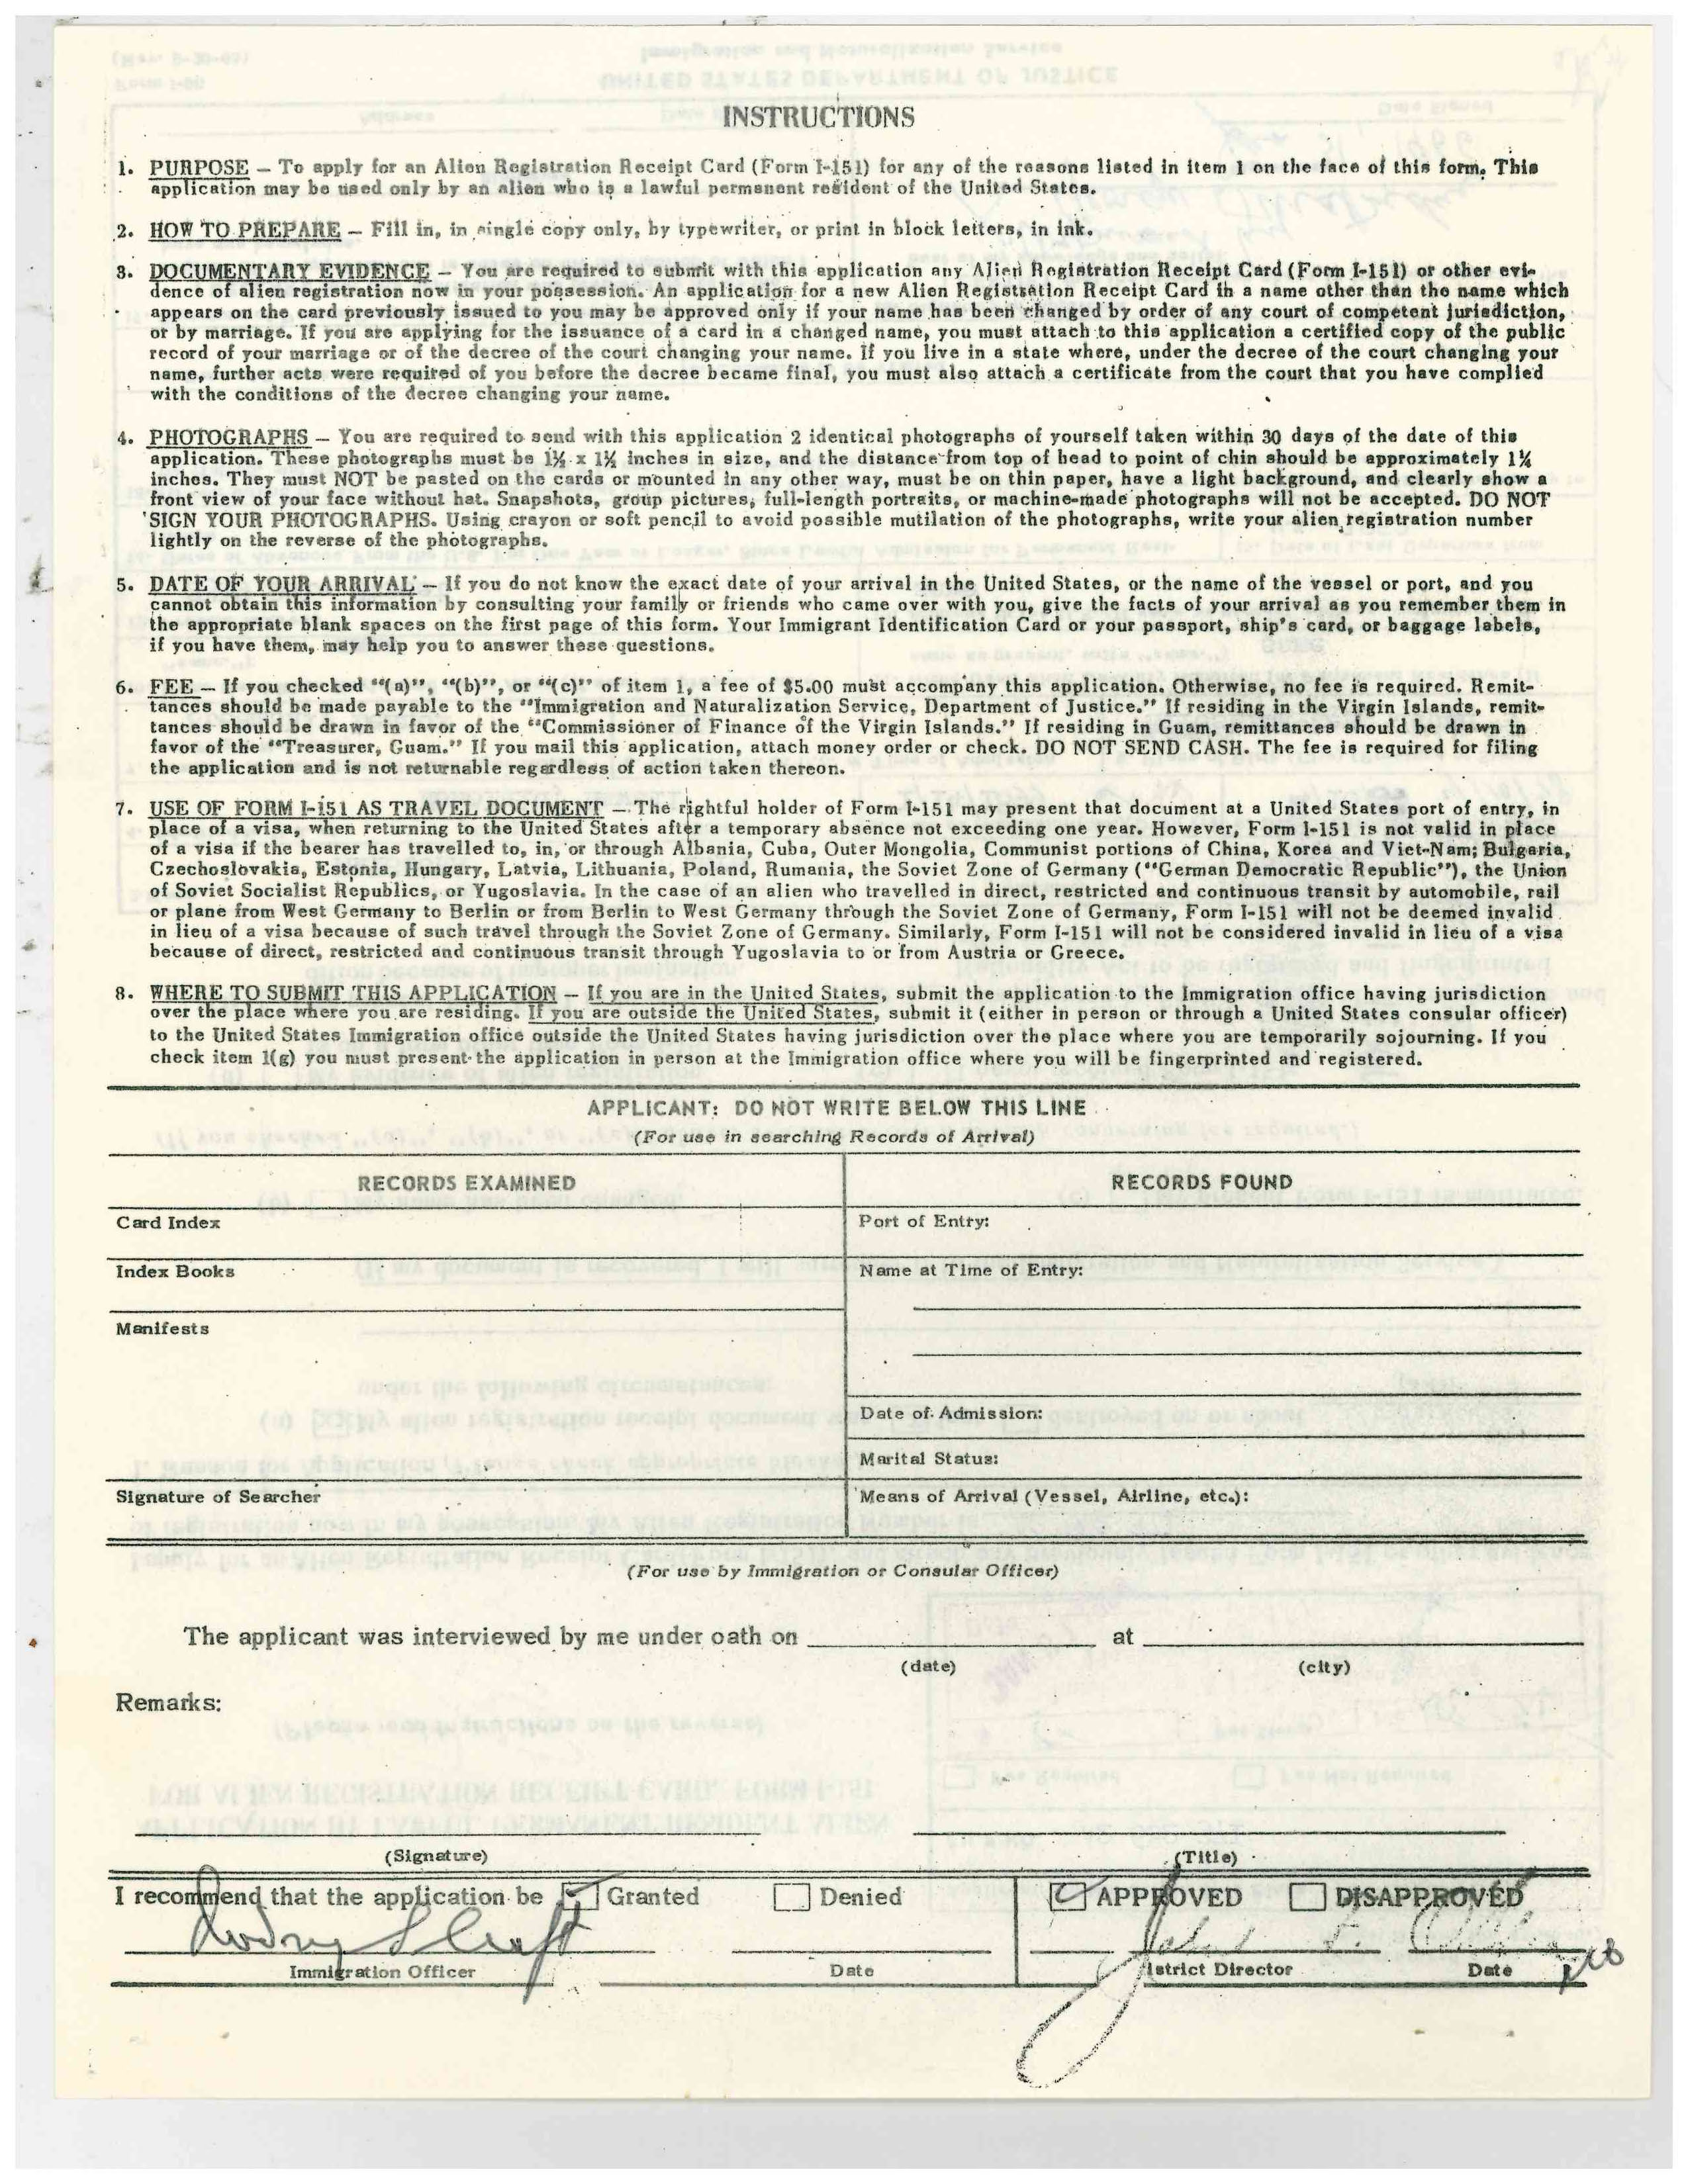 INSTRUCTIONS
1. PURPOSE – To apply for an Alien Registration Receipt Card (Form I-151) for any of the reasons listed in item 1 on the face of this form. This
application may be used only by an alien who is a lawful permanent resident of the United States.
2. HOW TO PREPARE – Fill in, in single copy only, by typewriter, or print in block letters, in ink.
3. DOCUMENTARY EVIDENCE – You are required to submit with this application any Alien Registration Receipt Card (Form I-151) or other evi-
dence of alien registration now in your possession. An application for a new Alien Registration Receipt Card in a name other than the name which
appears on the card previously issued to you may be approved only if your name has been changed by order of any court of competent jurisdiction,
or by marriage. If you are applying for the issuance of a card in a changed name, you must attach to this application a certified copy of the public
record of your marriage or of the decree of the court changing your name. If you live in a state where, under the decree of the court changing your
name, further acts were required of you before the decree became final, you must also attach a certificate from the court that you have complied
with the conditions of the decree changing your name.
4. PHOTOGRAPHS – You are required to send with this application 2 identical photographs of yourself taken within 30 days of the date of this
application. These photographs must be 1½ x 1½ inches in size, and the distance from top of head to point of chin should be approximately 1¼
inches. They must NOT be pasted on the cards or mounted in any other way, must be on thin paper, have a light background, and clearly show a
front view of your face without hat. Snapshots, group pictures, full-length portraits, or machine-made photographs will not be accepted. DO NOT
SIGN YOUR PHOTOGRAPHS. Using crayon or soft pencil to avoid possible mutilation of the photographs, write your alien registration number
lightly on the reverse of the photographs.
5. DATE OF YOUR ARRIVAL – If you do not know the exact date of your arrival in the United States, or the name of the vessel or port, and you
cannot obtain this information by consulting your family or friends who came over with you, give the facts of your arrival as you remember them in
the appropriate blank spaces on the first page of this form. Your Immigrant Identification Card or your passport, ship's card, or baggage labels,
if you have them, may help you to answer these questions.
6. FEE – If you checked "(a)", "(b)", or "(c)" of item 1, a fee of $5.00 must accompany this application. Otherwise, no fee is required. Remit-
tances should be made payable to the "Immigration and Naturalization Service, Department of Justice." If residing in the Virgin Islands, remit-
tances should be drawn in favor of the "Commissioner of Finance of the Virgin Islands." If residing in Guam, remittances should be drawn in
favor of the "Treasurer, Guam." If you mail this application, attach money order or check. DO NOT SEND CASH. The fee is required for filing
the application and is not returnable regardless of action taken thereon.
7. USE OF FORM I-151 AS TRAVEL DOCUMENT – The rightful holder of Form I-151 may present that document at a United States port of entry, in
place of a visa, when returning to the United States after a temporary absence not exceeding one year. However, Form I-151 is not valid in place
of a visa if the bearer has travelled to, in, or through Albania, Cuba, Outer Mongolia, Communist portions of China, Korea and Viet-Nam; Bulgaria,
Czechoslovakia, Estonia, Hungary, Latvia, Lithuania, Poland, Rumania, the Soviet Zone of Germany ("German Democratic Republic"), the Union
of Soviet Socialist Republics, or Yugoslavia. In the case of an alien who travelled in direct, restricted and continuous transit by automobile, rail
or plane from West Germany to Berlin or from Berlin to West Germany through the Soviet Zone of Germany, Form I-151 will not be deemed invalid
in lieu of a visa because of such travel through the Soviet Zone of Germany. Similarly, Form I-151 will not be considered invalid in lieu of a visa
because of direct, restricted and continuous transit through Yugoslavia to or from Austria or Greece.
8. WHERE TO SUBMIT THIS APPLICATION – If you are in the United States, submit the application to the Immigration office having jurisdiction
over the place where you are residing. If you are outside the United States, submit it (either in person or through a United States consular officer)
to the United States Immigration office outside the United States having jurisdiction over the place where you are temporarily sojourning. If you
check item 1(g) you must present the application in person at the Immigration office where you will be fingerprinted and registered.
APPLICANT: DO NOT WRITE BELOW THIS LINE
(For use in searching Records of Arrival)
RECORDS EXAMINED
RECORDS FOUND
Card Index
Port of Entry:
Index Books
Name at Time of Entry:
Manifests
Date of Admission:
Marital Status:
Signature of Searcher
Means of Arrival (Vessel, Airline, etc.):
(For use by Immigration or Consular Officer)
The applicant was interviewed by me under oath on at
(date) (city)
Remarks:
(Signature) (Title)
I recommend that the application be Granted Denied
APPROVED DISAPPROVED
Immigration Officer Date
istrict Director Date